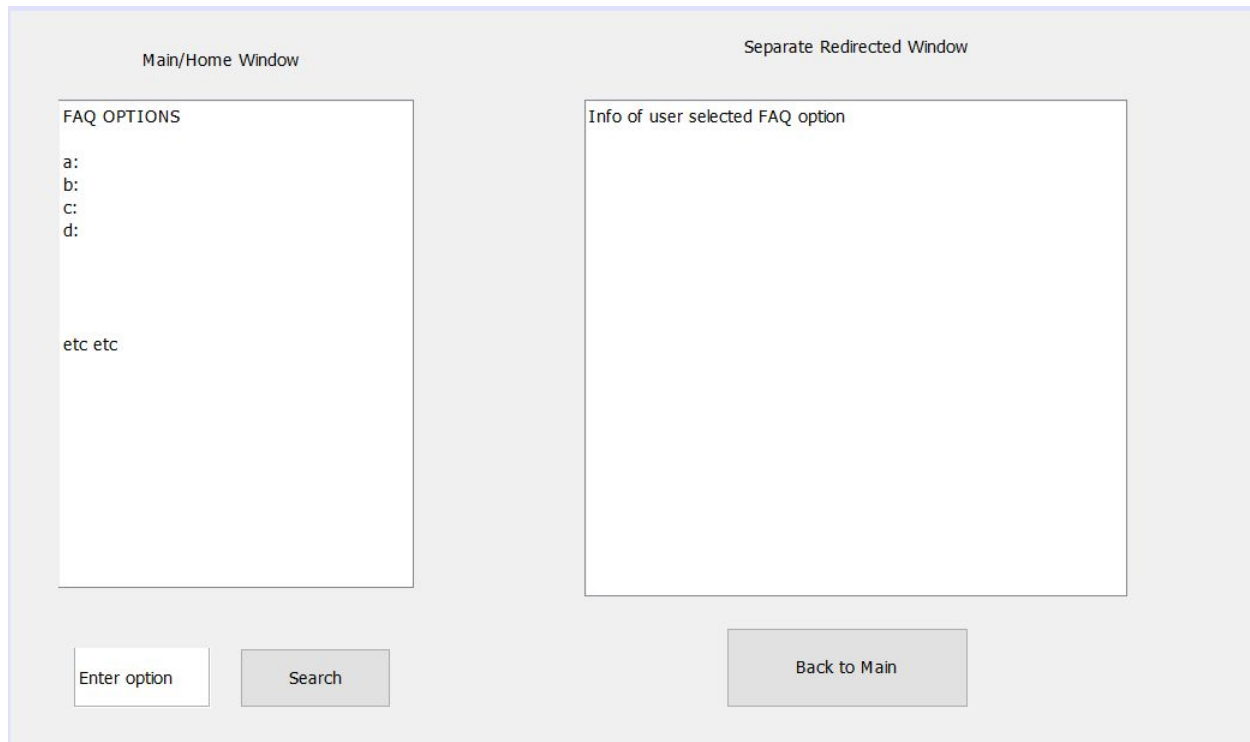 Main/Home Window
FAQ OPTIONS
a:
b:
c:
d:
etc etc
Enter option
Search
Separate Redirected Window
Info of user selected FAQ option
Back to Main